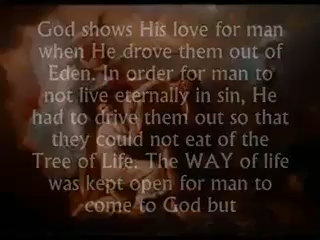 God shows His love for man
when He drove them out of
Eden. In order for man to
not live eternally in sin, He
had to drive them out so that
they could not eat of the
Tree of Life. The WAY of life
was kept open for man to
come to God but